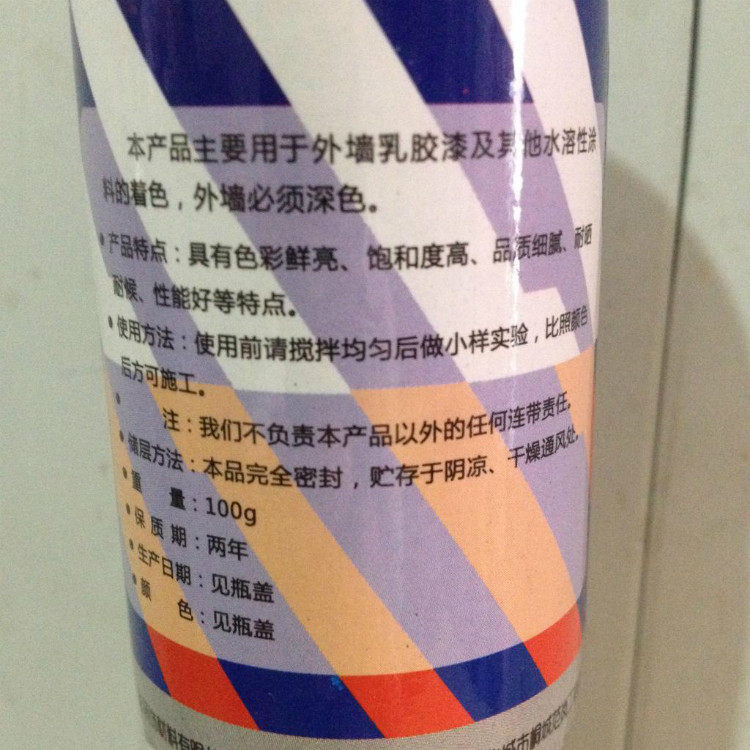 本产品主要用于外墙乳胶漆及其他水溶性涂
料的着色，外墙必须深色。
• 产品特点：具有色彩鲜亮、饱和度高、品质细腻、耐晒
耐候、性能好等特点。
• 使用方法：使用前请搅拌均匀后做小样实验，比照颜色
后方可施工。
• 注：我们不负责本产品以外的任何连带责任。
• 储层方法：本品完全密封，贮存于阴凉、干燥通风处。
• 重 量：100g
• 保 质 期：两年
• 生产日期：见瓶盖
• 颜 色：见瓶盖